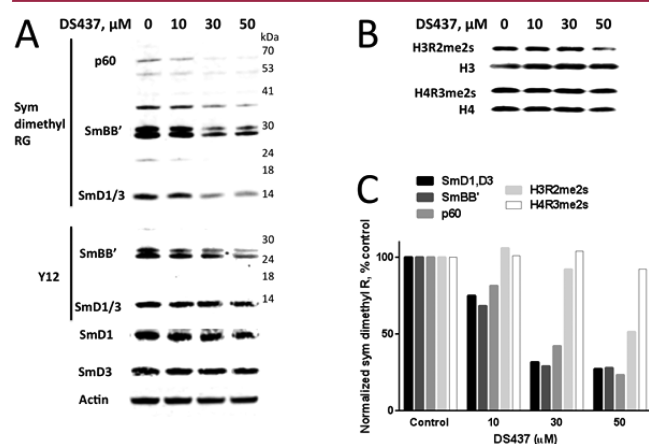 A
DS437, μM 0 10 30 50
kDa
p60
70
53
41
Sym
dimethyl
RG
SmBB'
30
24
18
SmD1/3
14
Y12
SmBB'
30
24
SmD1/3
14
SmD1
SmD3
Actin
B
DS437, μM 0 10 30 50
H3R2me2s
H3
H4R3me2s
H4
C
SmD1,D3
SmBB'
p60
H3R2me2s
H4R3me2s
Normalized sym dimethyl R, % control
100
50
0
Control 10 30 50
DS437 (μM)